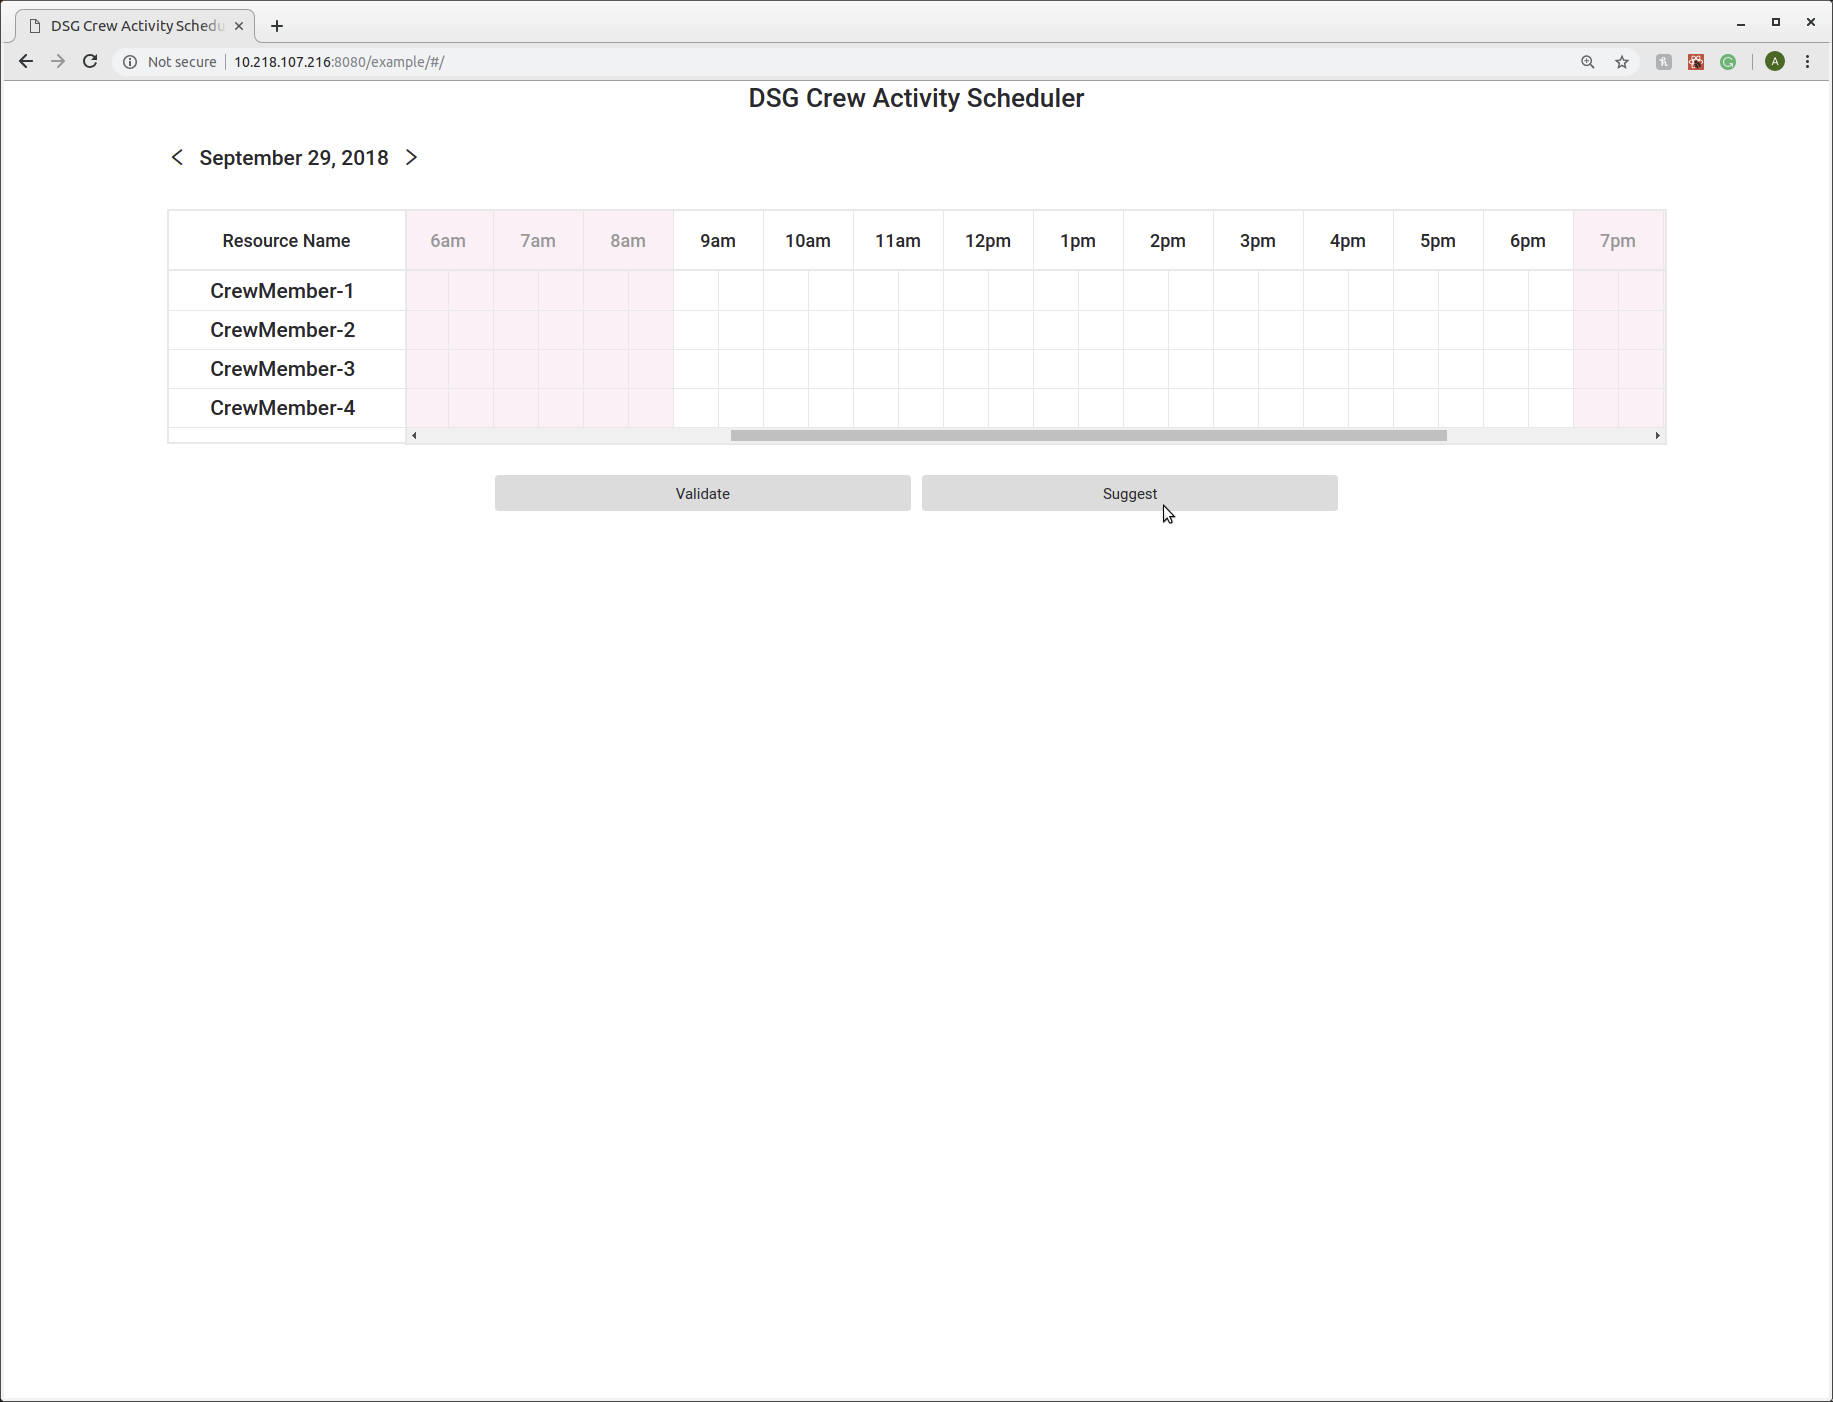 DSG Crew Activity Schedu
Not secure 10.218.107.216:8080/example/#/
A
DSG Crew Activity Scheduler
September 29, 2018
Resource Name 6am 7am 8am 9am 10am 11am 12pm 1pm 2pm 3pm 4pm 5pm 6pm 7pm
CrewMember-1
CrewMember-2
CrewMember-3
CrewMember-4
Validate Suggest